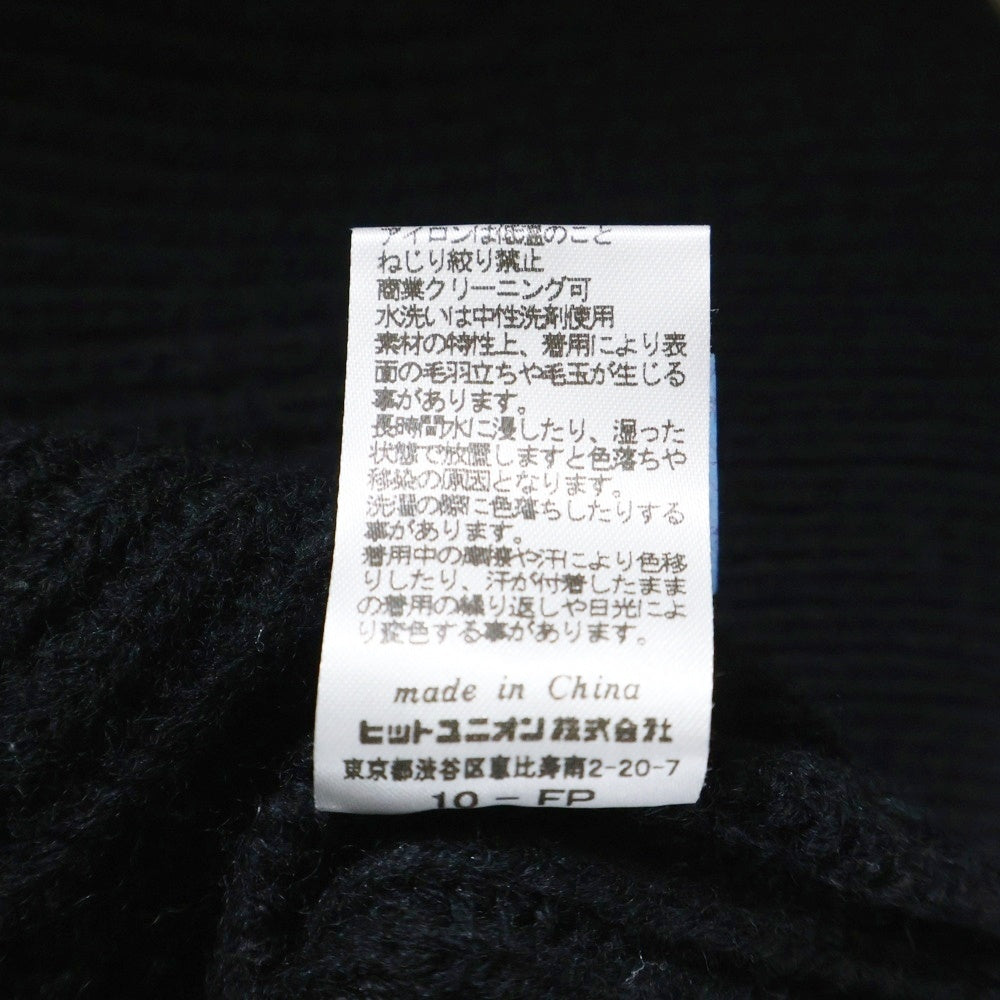 アイロンは低温のこと
ねじり絞り禁止
商業クリーニング可
水洗いは中性洗剤使用
素材の特性上、着用により表
面の毛羽立ちや毛玉が生じる
事があります。
長時間水に浸したり、湿った
状態で放置しますと色落ちや
移染の原因となります。
洗濯の際に色落ちしたりする
事があります。
着用中の摩擦や汗により色移
りしたり、汗が付着したまま
の着用の繰り返しや日光によ
り変色する事があります。
made in China
ヒットユニオン株式会社
東京都渋谷区恵比寿南2-20-7
10 - FP